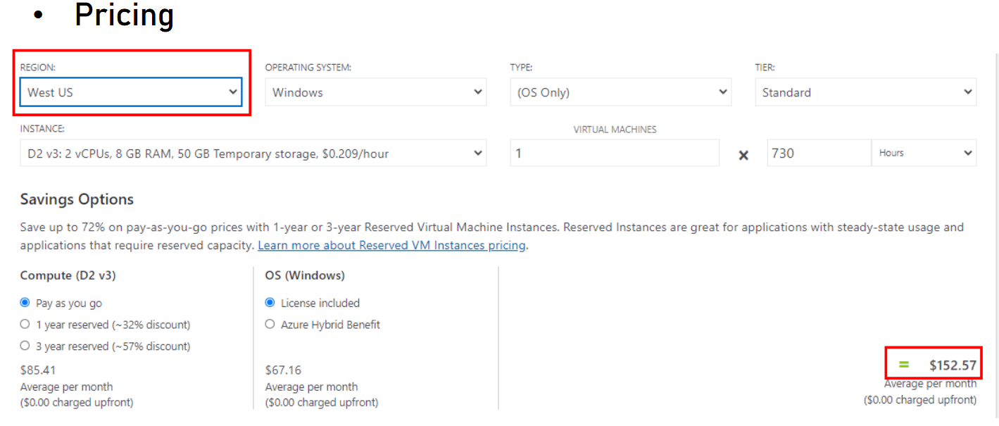 • Pricing
REGION: OPERATING SYSTEM: TYPE: TIER:
West US Windows (OS Only) Standard
INSTANCE: VIRTUAL MACHINES
D2 v3: 2 vCPUs, 8 GB RAM, 50 GB Temporary storage, $0.209/hour 1 × 730 Hours
Savings Options
Save up to 72% on pay-as-you-go prices with 1-year or 3-year Reserved Virtual Machine Instances. Reserved Instances are great for applications with steady-state usage and
applications that require reserved capacity. Learn more about Reserved VM Instances pricing.
Compute (D2 v3)
Pay as you go
1 year reserved (~32% discount)
3 year reserved (~57% discount)
$85.41
Average per month
($0.00 charged upfront)
OS (Windows)
License included
Azure Hybrid Benefit
$67.16
Average per month
($0.00 charged upfront)
= $152.57
Average per month
($0.00 charged upfront)